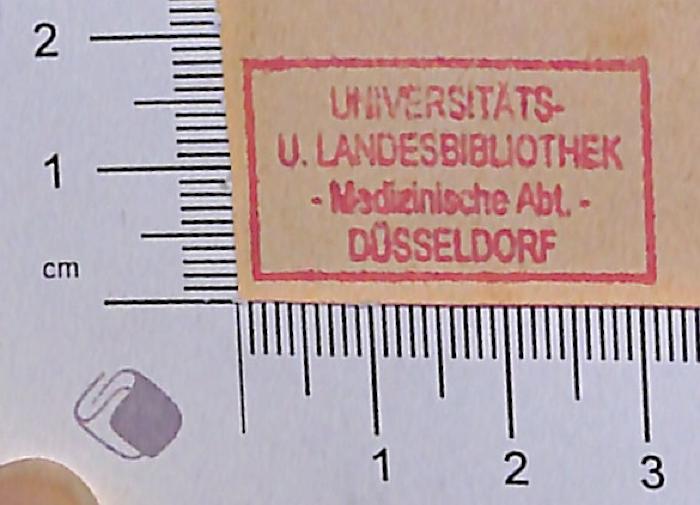 2
1
cm
UNIVERSITÄTS-
U. LANDESBIBLIOTHEK
- Medizinische Abt. -
DÜSSELDORF
1 2 3